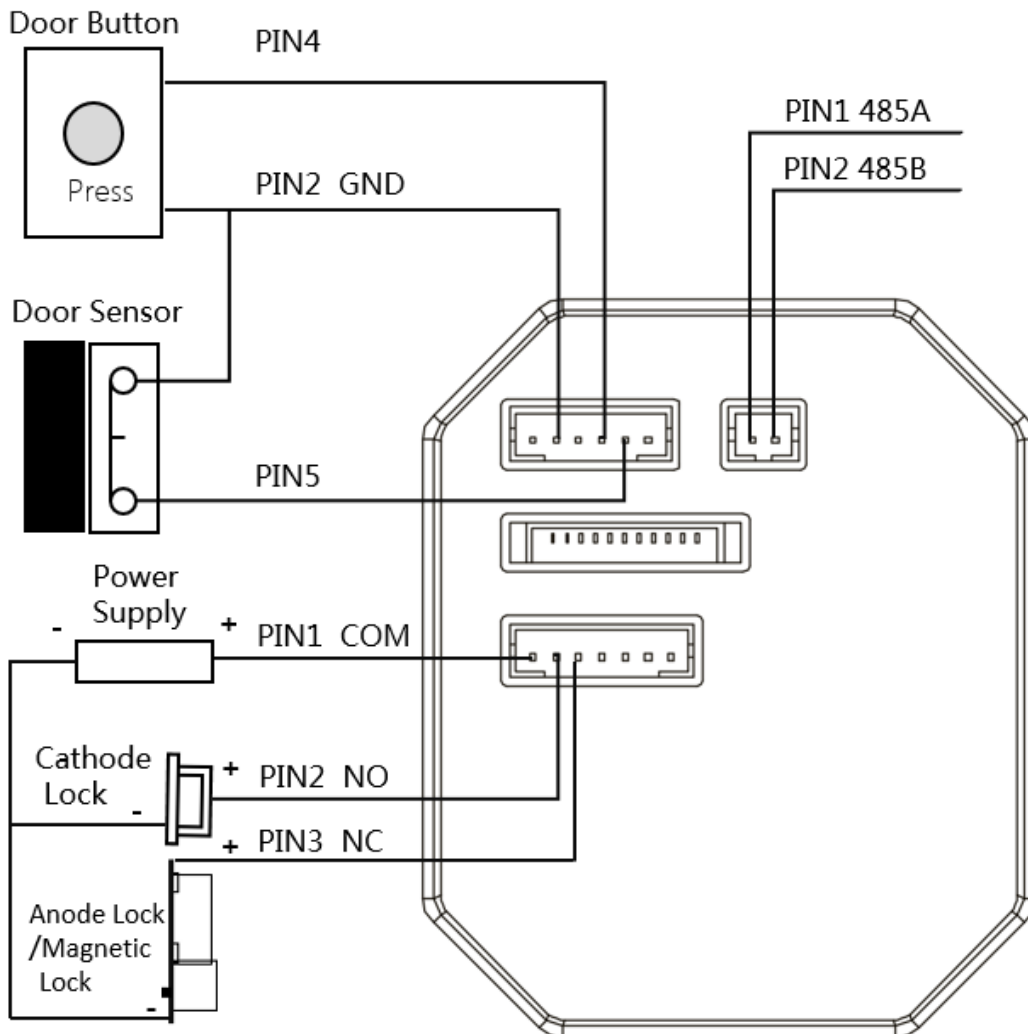 Door Button
PIN4
PIN1 485A
PIN2 485B
Press
PIN2 GND
Door Sensor
PIN5
Power
Supply
- +
PIN1 COM
Cathode
Lock
+
-
PIN2 NO
+
PIN3 NC
Anode Lock
/Magnetic
Lock
-